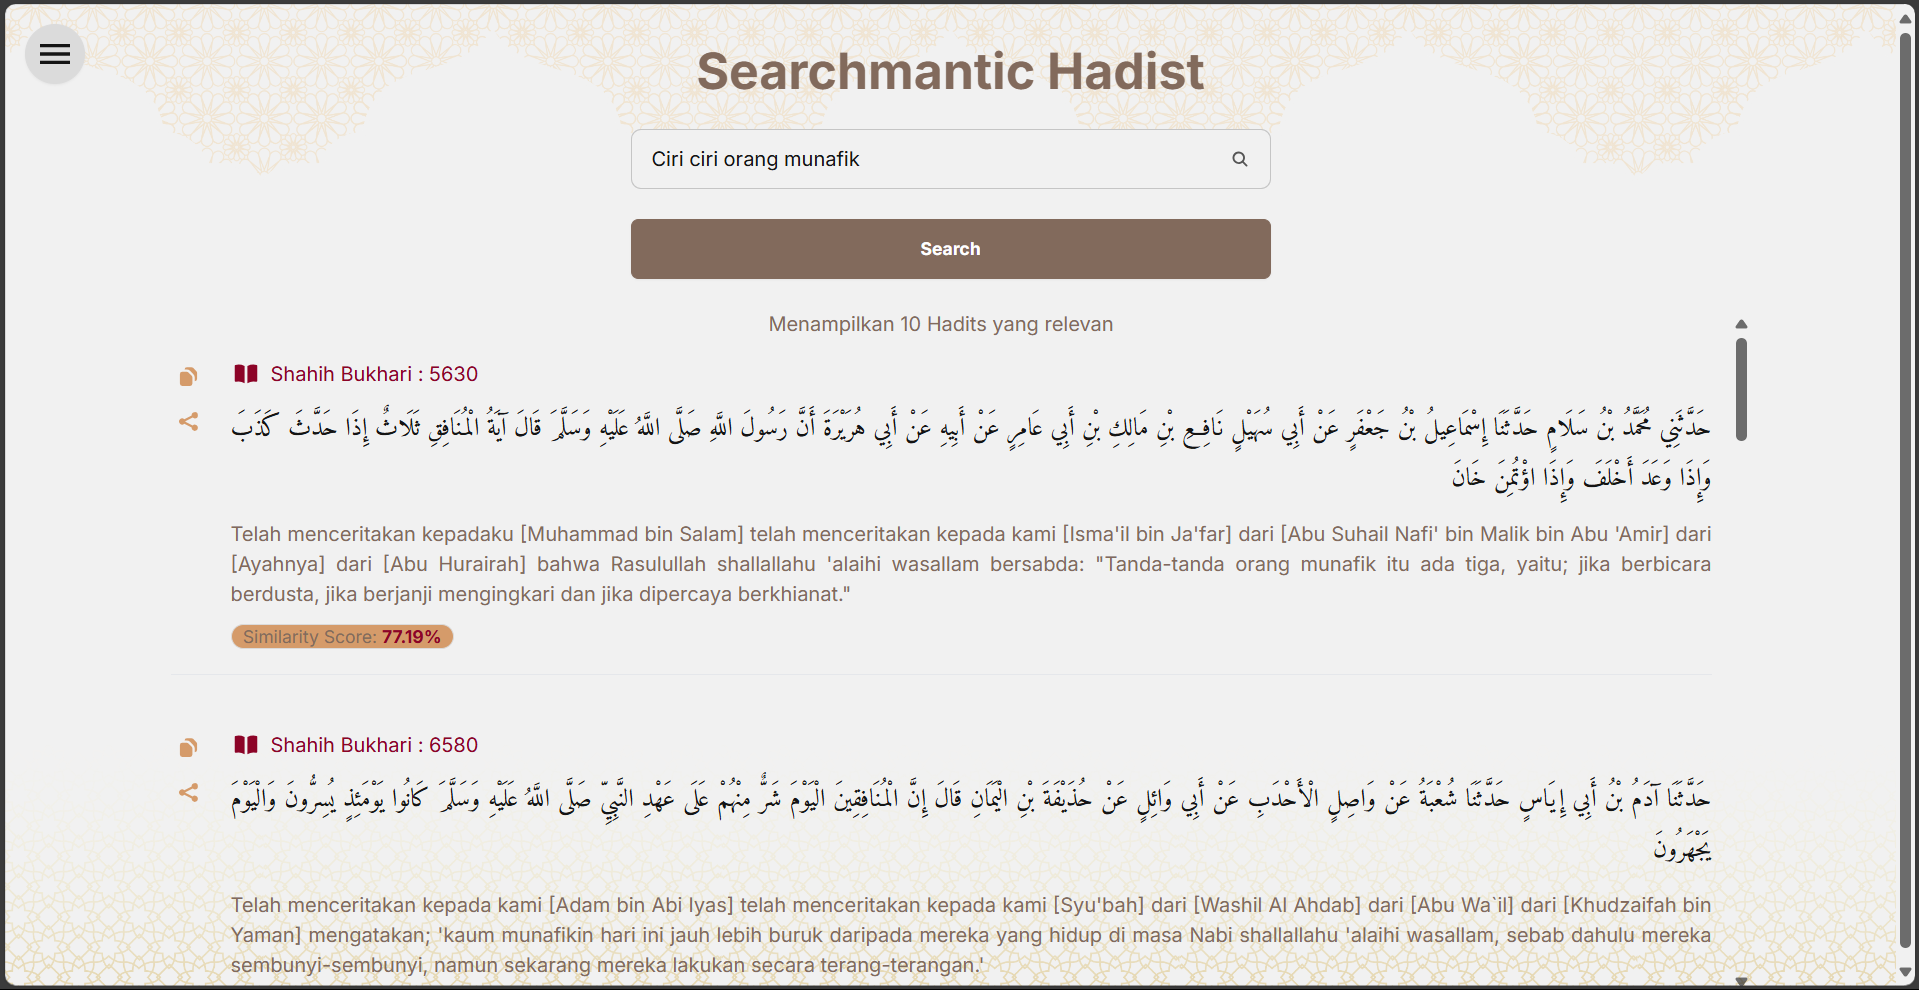 Searchmantic Hadist
Ciri ciri orang munafik
Search
Menampilkan 10 Hadits yang relevan
Shahih Bukhari : 5630
حَدَّثَنِي مُحَمَّدُ بْنُ سَلَامٍ حَدَّثَنَا إِسْمَاعِيلُ بْنُ جَعْفَرٍ عَنْ أَبِي سُهَيْلٍ نَافِعِ بْنِ مَالِكِ بْنِ أَبِي عَامِرٍ عَنْ أَبِيهِ عَنْ أَبِي هُرَيْرَةَ أَنَّ رَسُولَ اللَّهِ صَلَّى اللَّهُ عَلَيْهِ وَسَلَّمَ قَالَ آيَةُ الْمُنَافِقِ ثَلَاثٌ إِذَا حَدَّثَ كَذَبَ
وَإِذَا وَعَدَ أَخْلَفَ وَإِذَا اؤْتُمِنَ خَانَ
Telah menceritakan kepadaku [Muhammad bin Salam] telah menceritakan kepada kami [Isma'il bin Ja'far] dari [Abu Suhail Nafi' bin Malik bin Abu 'Amir] dari
[Ayahnya] dari [Abu Hurairah] bahwa Rasulullah shallallahu 'alaihi wasallam bersabda: "Tanda-tanda orang munafik itu ada tiga, yaitu; jika berbicara
berdusta, jika berjanji mengingkari dan jika dipercaya berkhianat."
Similarity Score: 77.19%
Shahih Bukhari : 6580
حَدَّثَنَا آدَمُ بْنُ أَبِي إِيَاسٍ حَدَّثَنَا شُعْبَةُ عَنْ وَاصِلٍ الْأَحْدَبِ عَنْ أَبِي وَائِلٍ عَنْ حُذَيْفَةَ بْنِ الْيَمَانِ قَالَ إِنَّ الْمُنَافِقِينَ الْيَوْمَ شَرٌّ مِنْهُمْ عَلَى عَهْدِ النَّبِيِّ صَلَّى اللَّهُ عَلَيْهِ وَسَلَّمَ كَانُوا يَوْمَئِذٍ يُسِرُّونَ وَالْيَوْمَ
يَجْهَرُونَ
Telah menceritakan kepada kami [Adam bin Abi Iyas] telah menceritakan kepada kami [Syu'bah] dari [Washil Al Ahdab] dari [Abu Wa`il] dari [Khudzaifah bin
Yaman] mengatakan; 'kaum munafikin hari ini jauh lebih buruk daripada mereka yang hidup di masa Nabi shallallahu 'alaihi wasallam, sebab dahulu mereka
sembunyi-sembunyi, namun sekarang mereka lakukan secara terang-terangan.'